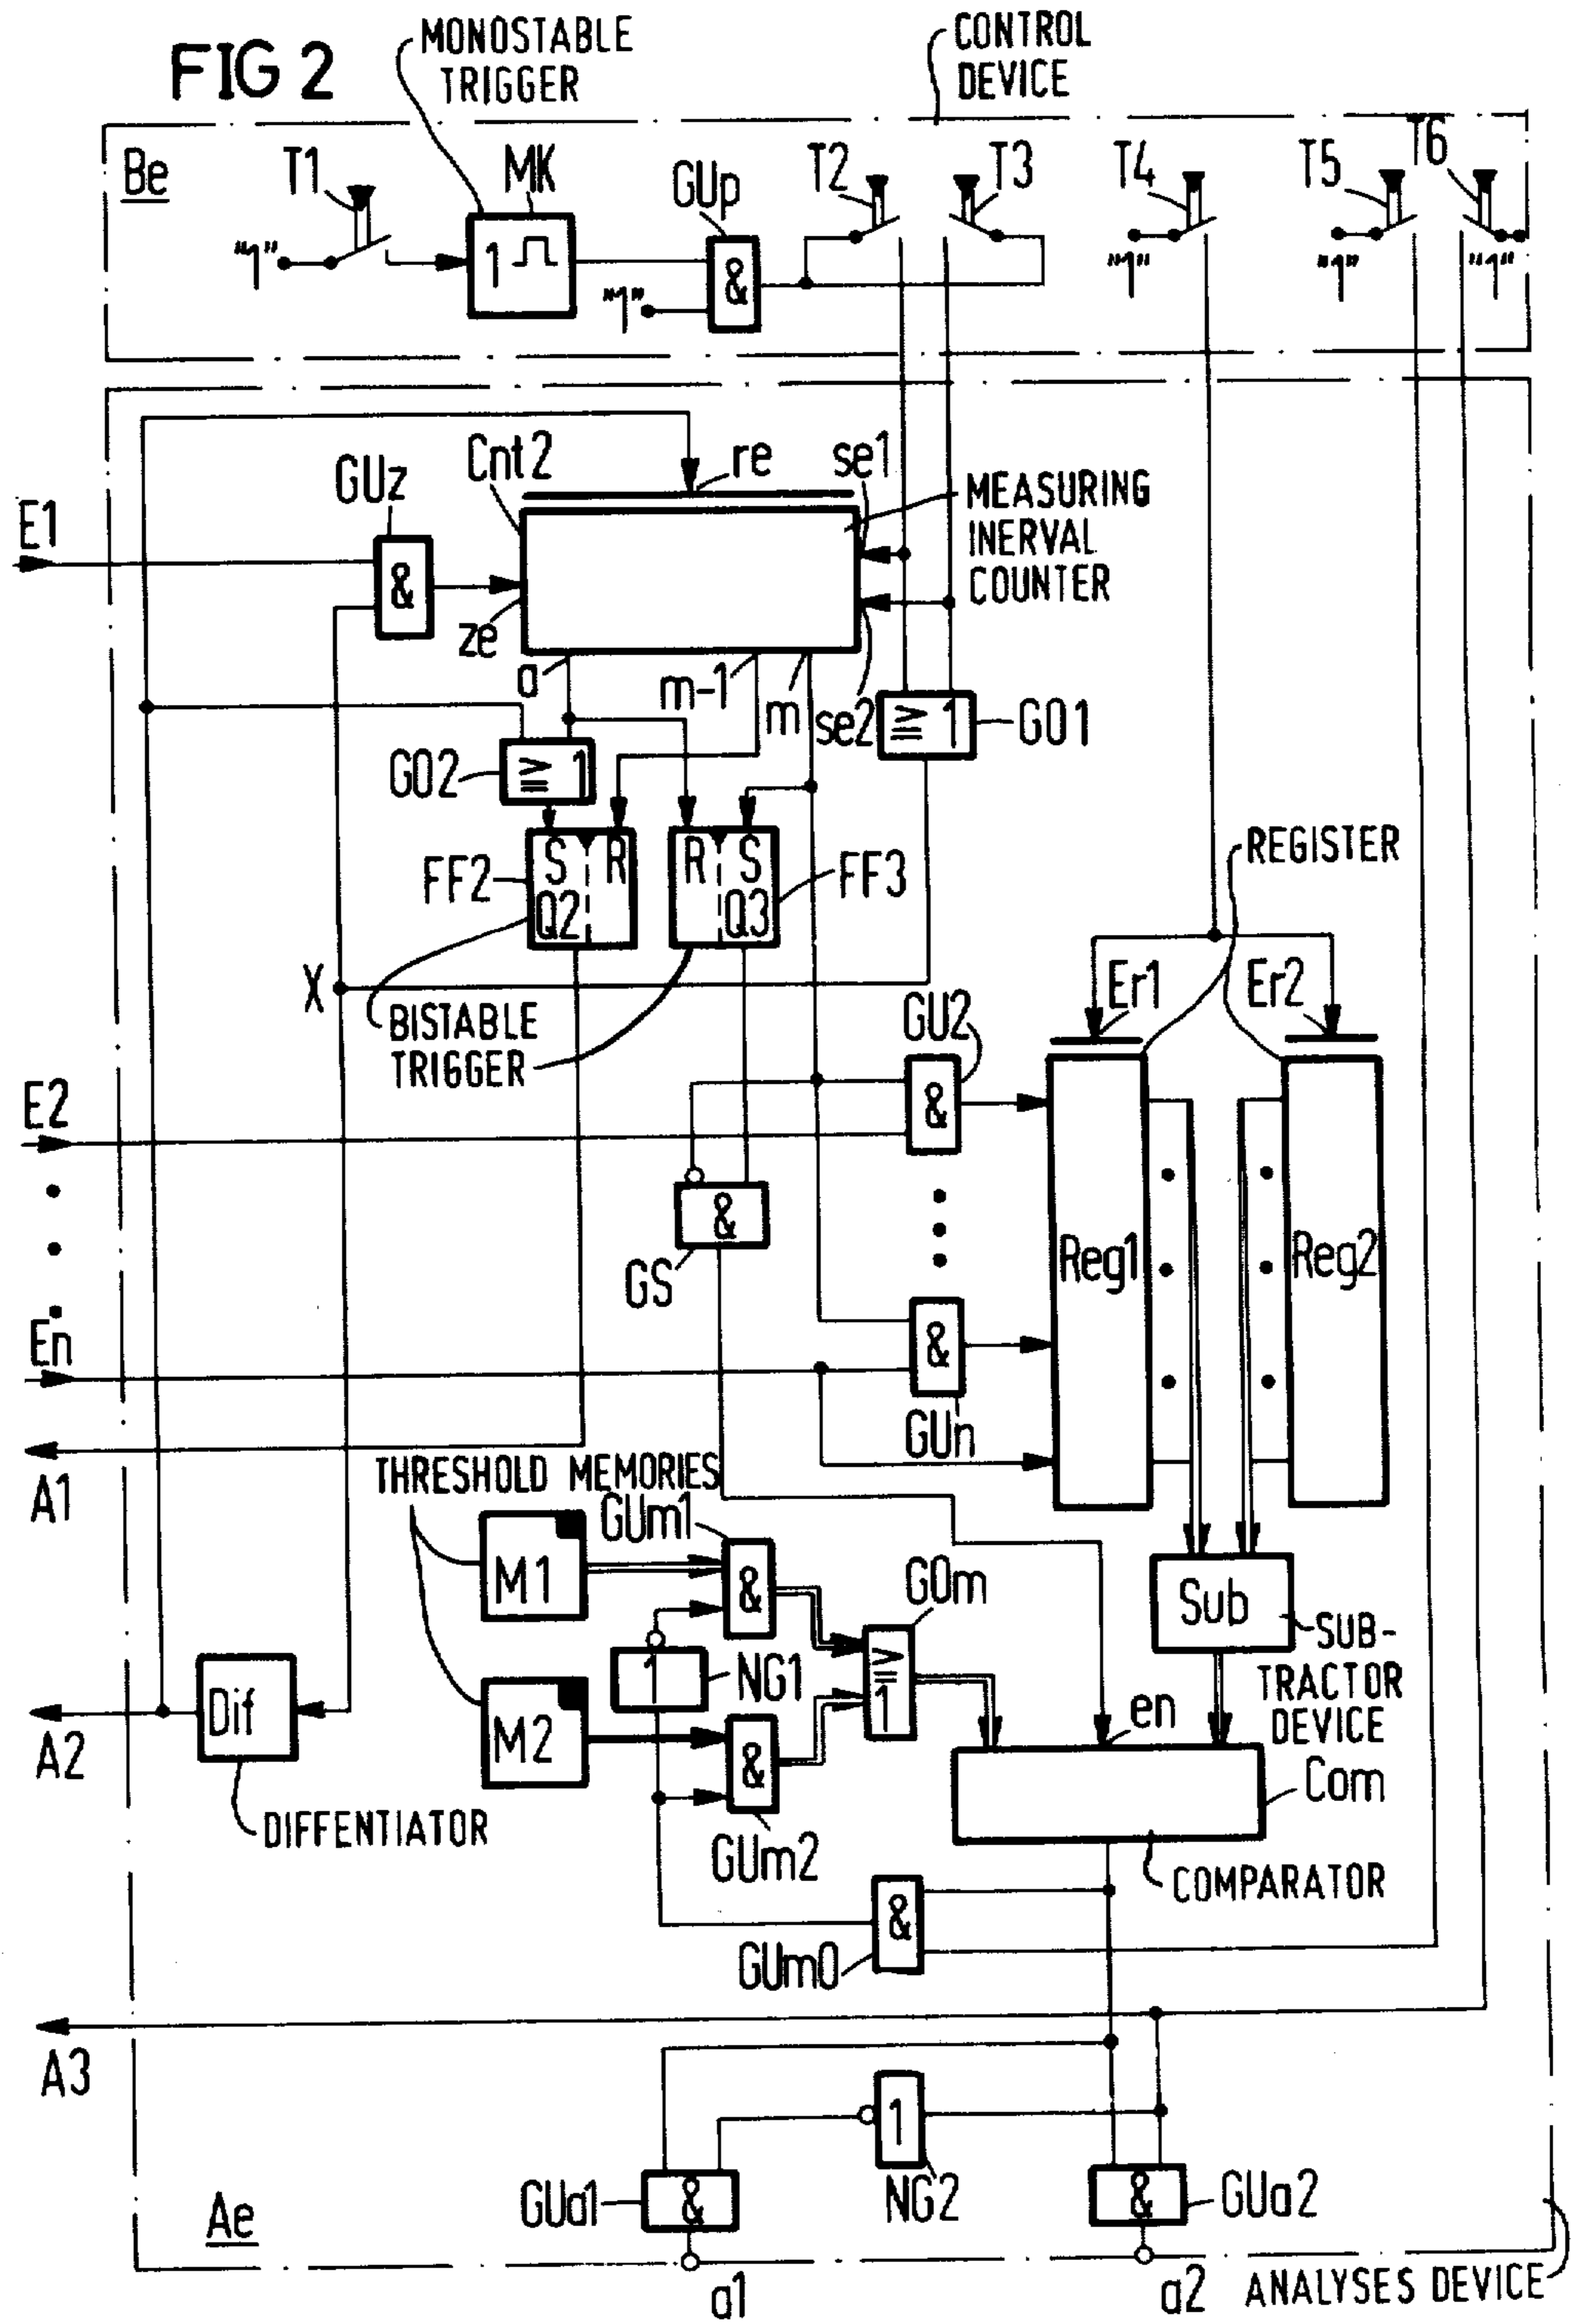 FIG 2
MONOSTABLE
TRIGGER
CONTROL
DEVICE
Be
T1
MK
GUp
T2
T3
T4
T5
T6
"1"
1
"1"
&
"1"
"1"
"1"
E1
GUz
&
Cnt2
re
se1
MEASURING
INERVAL
COUNTER
ze
a
m-1
m
se2
≥ 1
GO1
GO2
≥ 1
FF2
S R
Q2
R S
Q3
FF3
REGISTER
X
BISTABLE
TRIGGER
GU2
&
Er1
Er2
E2
GS
&
Reg1
Reg2
En
&
GUn
A1
THRESHOLD MEMORIES
GUm1
M1
&
GOm
≥ 1
Sub
SUB-
TRACTOR
DEVICE
1
NG1
M2
&
GUm2
en
Com
A2
Dif
DIFFENTIATOR
COMPARATOR
&
GUm0
A3
1
NG2
GUa1
&
&
GUa2
Ae
a1
a2
ANALYSES DEVICE